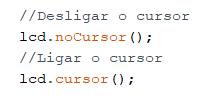 //Desligar o cursor
lcd.noCursor();
//Ligar o cursor
lcd.cursor();